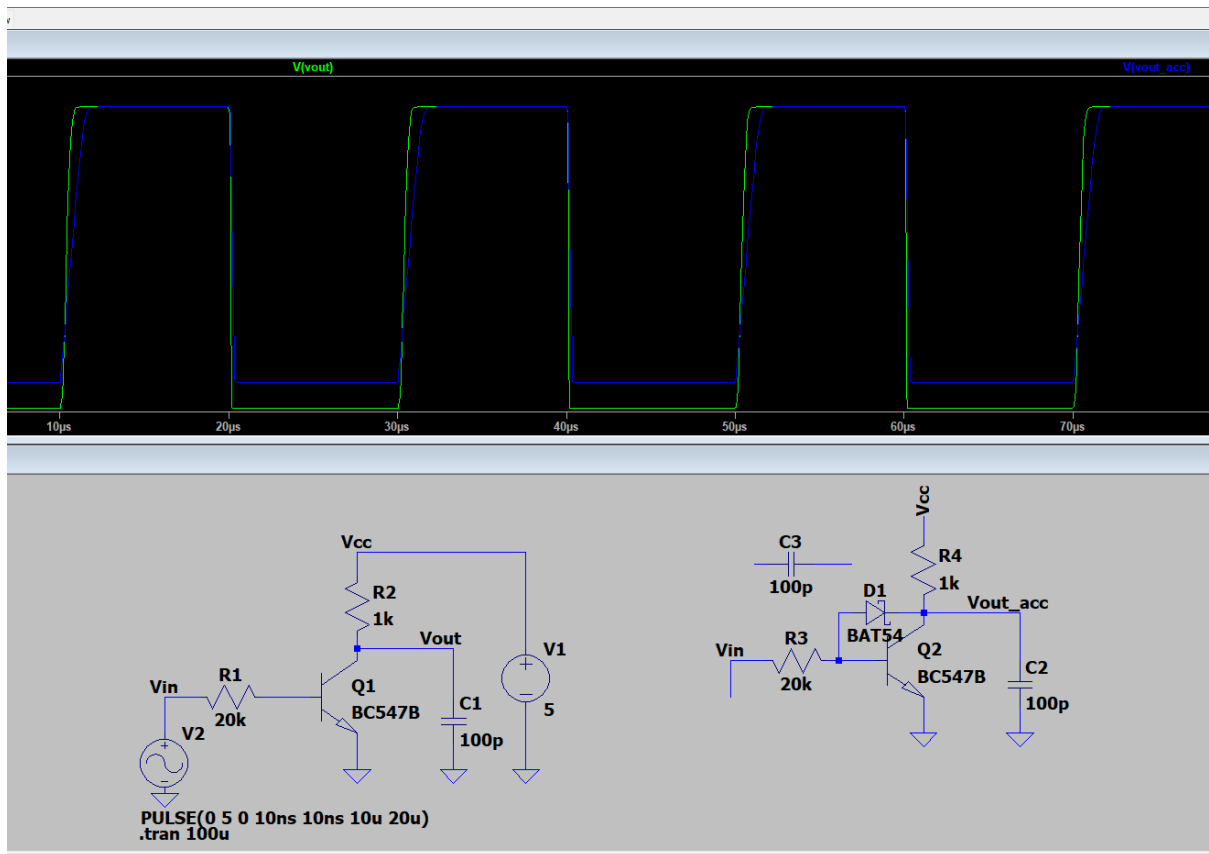 V(vout) V(vout_acc)
10µs 20µs 30µs 40µs 50µs 60µs 70µs
Vcc
R2
1k
Vout
Vin
R1
20k
Q1
BC547B
C1
100p
V1
5
V2
PULSE(0 5 0 10ns 10ns 10u 20u)
.tran 100u
C3
100p
Vcc
R4
1k
D1
BAT54
Vout_acc
Vin
R3
20k
Q2
BC547B
C2
100p